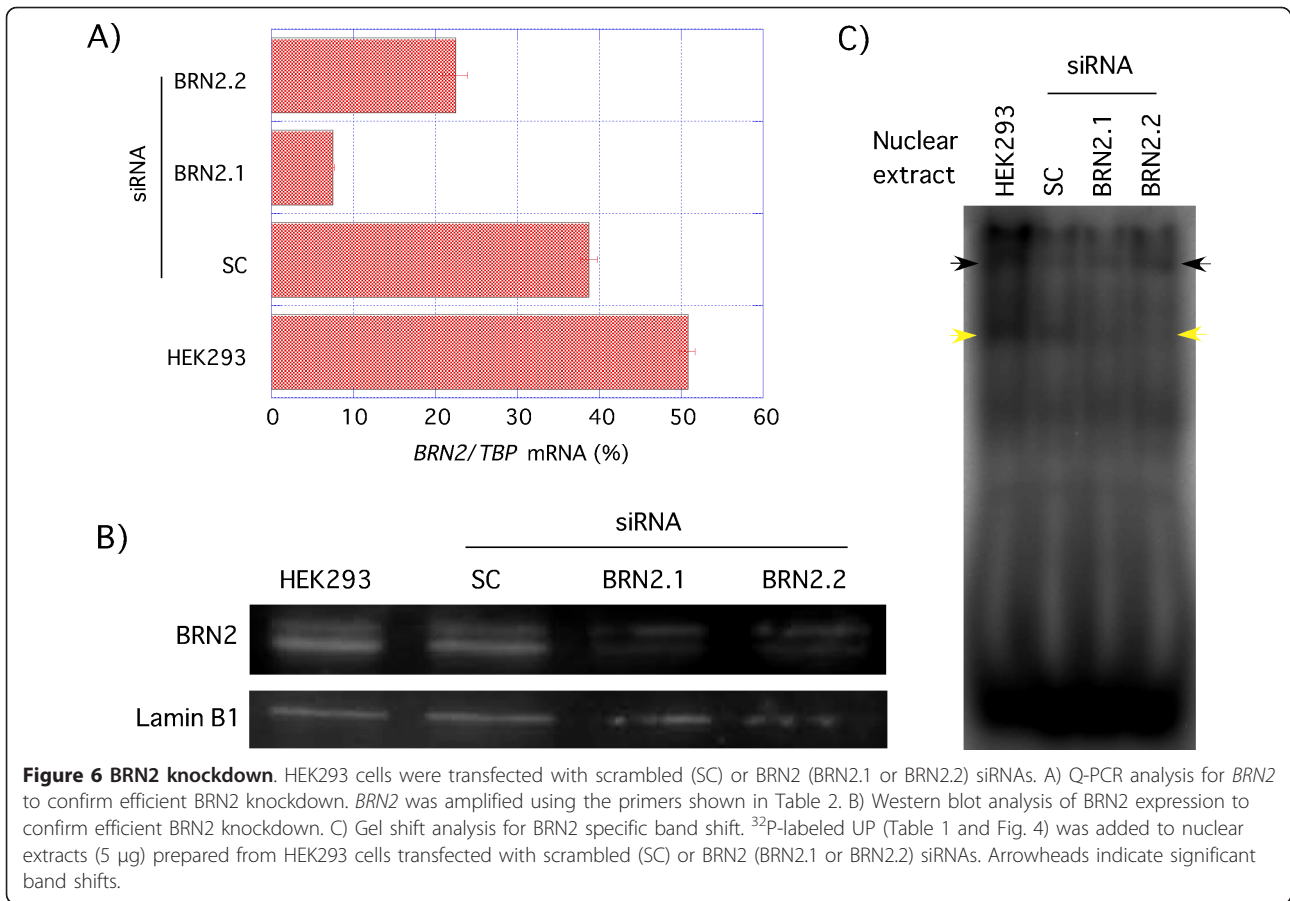 A)
siRNA
BRN2.2
BRN2.1
SC
HEK293
0 10 20 30 40 50 60
BRN2/TBP mRNA (%)
B)
siRNA
HEK293 SC BRN2.1 BRN2.2
BRN2
Lamin B1
C)
siRNA
Nuclear
extract
HEK293
SC
BRN2.1
BRN2.2
Figure 6 BRN2 knockdown. HEK293 cells were transfected with scrambled (SC) or BRN2 (BRN2.1 or BRN2.2) siRNAs. A) Q-PCR analysis for BRN2
to confirm efficient BRN2 knockdown. BRN2 was amplified using the primers shown in Table 2. B) Western blot analysis of BRN2 expression to
confirm efficient BRN2 knockdown. C) Gel shift analysis for BRN2 specific band shift. ³²P-labeled UP (Table 1 and Fig. 4) was added to nuclear
extracts (5 μg) prepared from HEK293 cells transfected with scrambled (SC) or BRN2 (BRN2.1 or BRN2.2) siRNAs. Arrowheads indicate significant
band shifts.